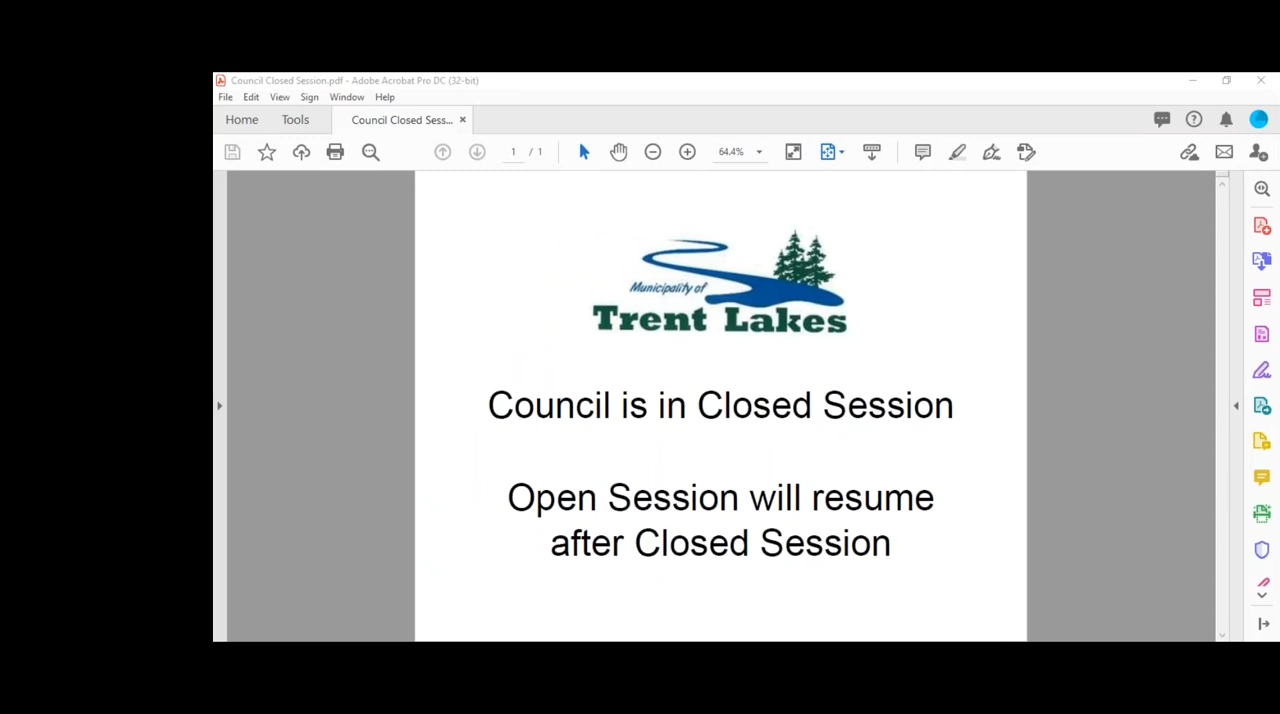 Council Closed Session.pdf - Adobe Acrobat Pro DC (32-bit)
File Edit View Sign Window Help
Home Tools Council Closed Sess... ×
1 / 1 64.4%
Municipality of
Trent Lakes
Council is in Closed Session
Open Session will resume
after Closed Session